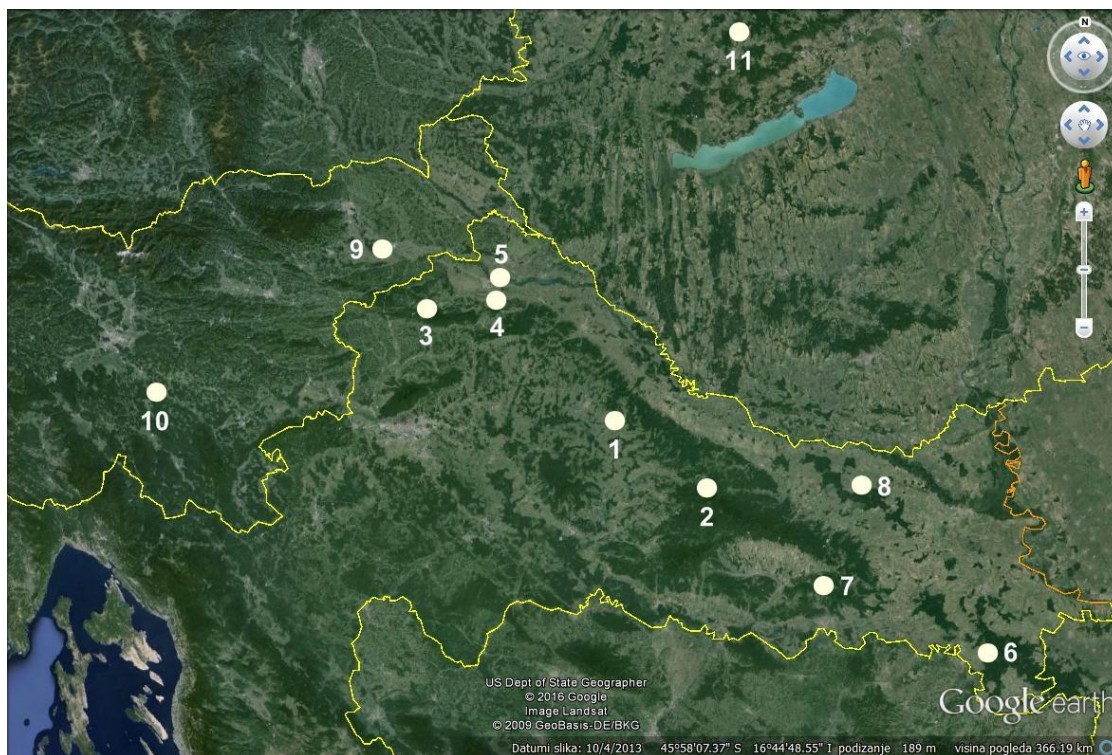 N
11
9
5
3
4
10
1
8
2
7
6
US Dept of State Geographer
© 2016 Google
Image Landsat
© 2009 GeoBasis-DE/BKG
Google earth
Datumi slika: 10/4/2013 45°58'07.37" S 16°44'48.55" I podizanje 189 m visina pogleda 366.19 km